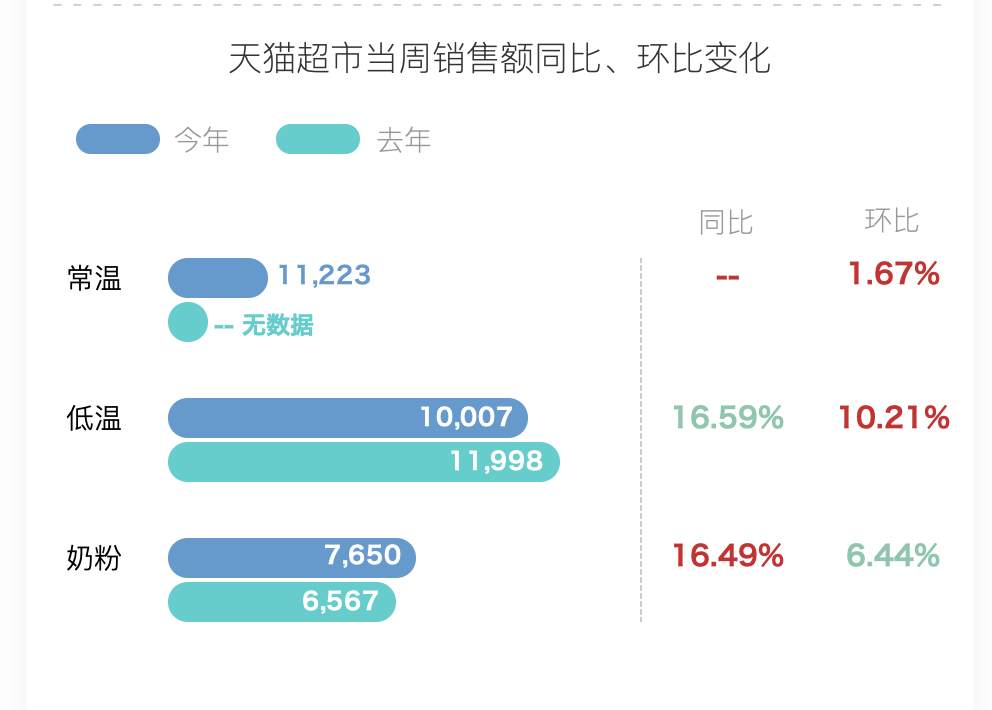 天猫超市当周销售额同比、环比变化
今年 去年
同比 环比
常温 11,223 -- 1.67%
-- 无数据
低温 10,007 16.59% 10.21%
11,998
奶粉 7,650 16.49% 6.44%
6,567